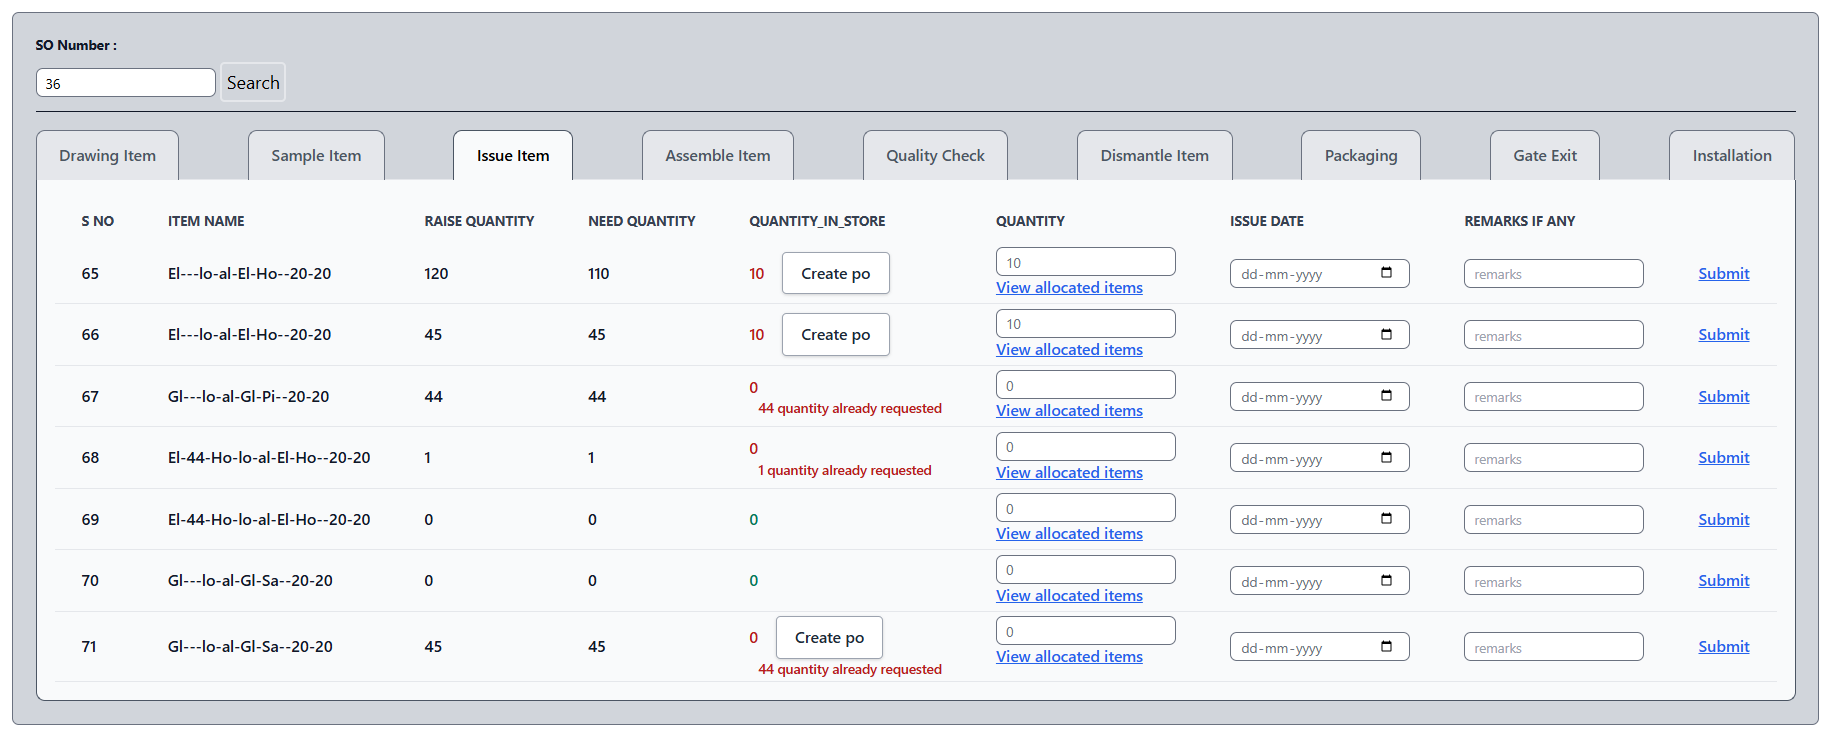 SO Number :
36 Search
Drawing Item Sample Item Issue Item Assemble Item Quality Check Dismantle Item Packaging Gate Exit Installation
S NO ITEM NAME RAISE QUANTITY NEED QUANTITY QUANTITY_IN_STORE QUANTITY ISSUE DATE REMARKS IF ANY
65 El---lo-al-El-Ho--20-20 120 110 10 Create po 10 dd-mm-yyyy remarks Submit
View allocated items
66 El---lo-al-El-Ho--20-20 45 45 10 Create po 10 dd-mm-yyyy remarks Submit
View allocated items
67 Gl---lo-al-Gl-Pi--20-20 44 44 0 0 dd-mm-yyyy remarks Submit
44 quantity already requested View allocated items
68 El-44-Ho-lo-al-El-Ho--20-20 1 1 0 0 dd-mm-yyyy remarks Submit
1 quantity already requested View allocated items
69 El-44-Ho-lo-al-El-Ho--20-20 0 0 0 0 dd-mm-yyyy remarks Submit
View allocated items
70 Gl---lo-al-Gl-Sa--20-20 0 0 0 0 dd-mm-yyyy remarks Submit
View allocated items
71 Gl---lo-al-Gl-Sa--20-20 45 45 0 Create po 0 dd-mm-yyyy remarks Submit
44 quantity already requested View allocated items